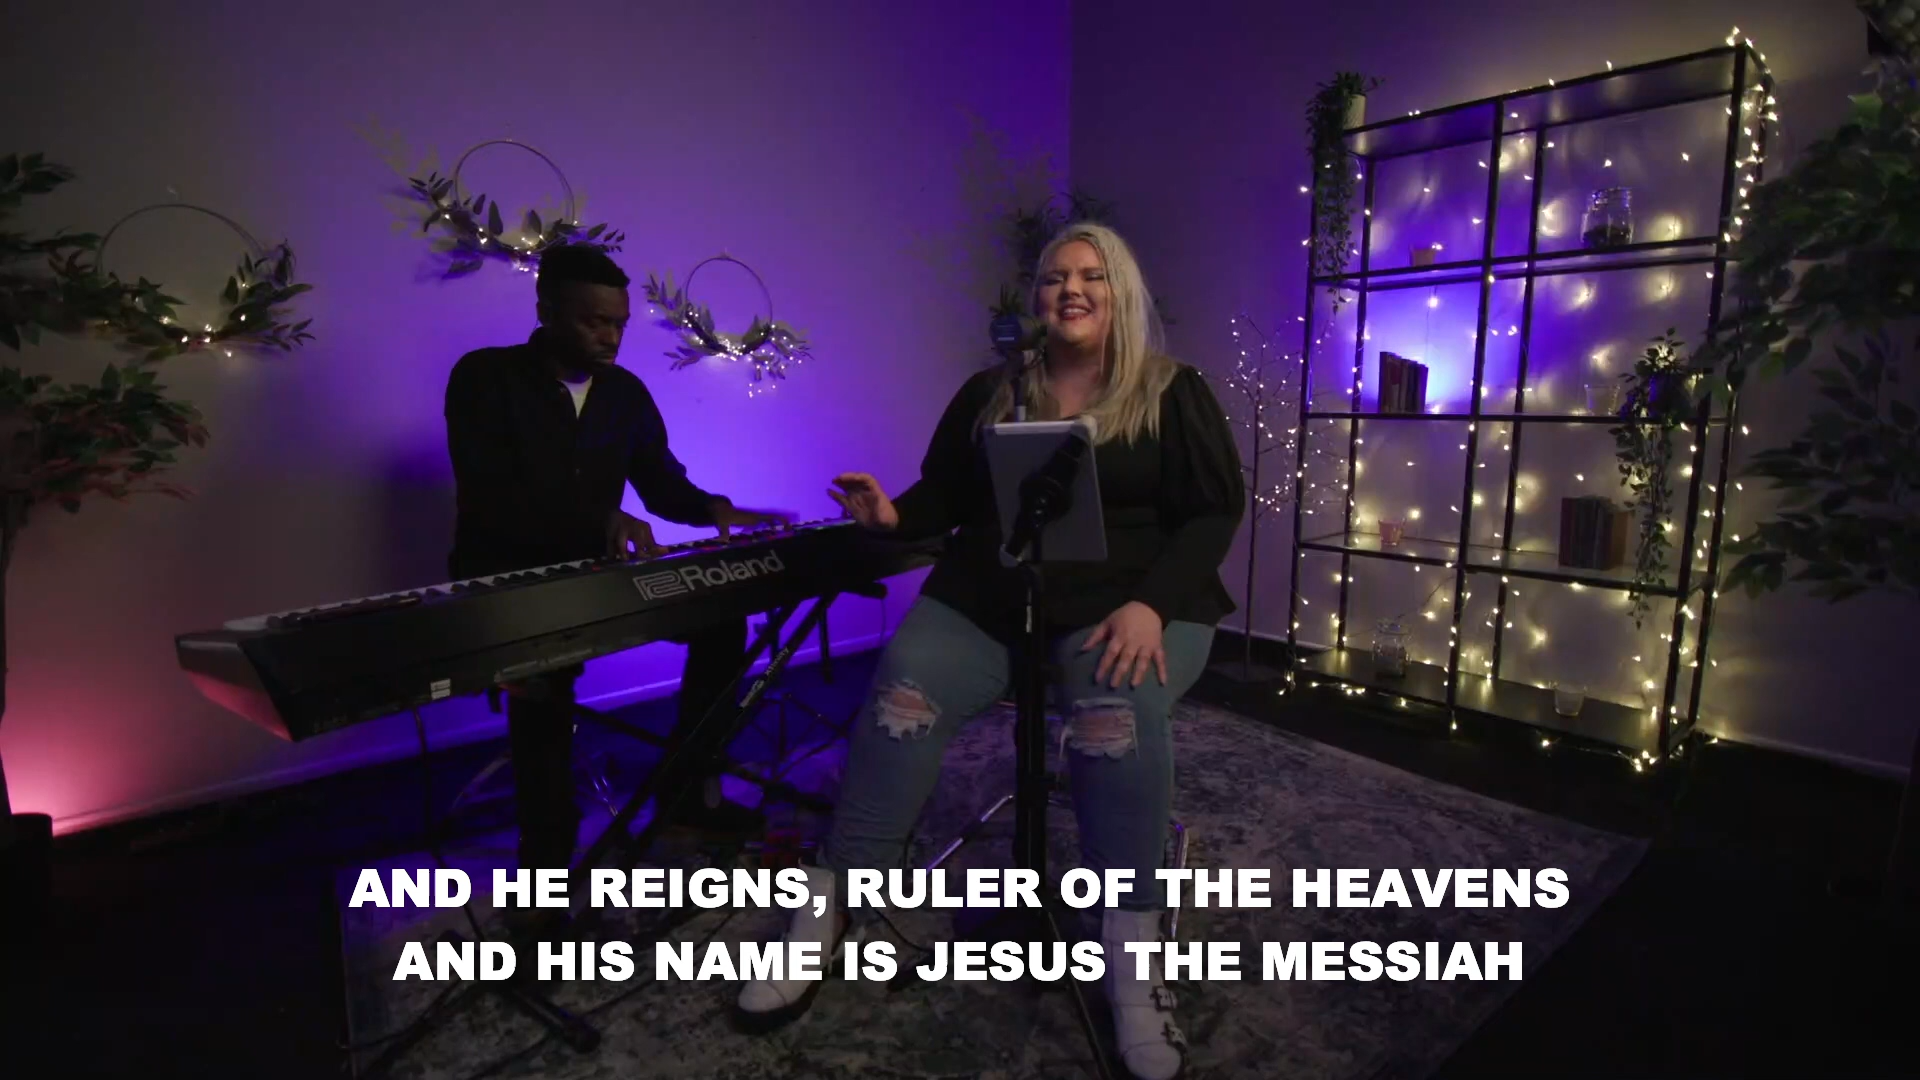 Roland
AND HE REIGNS, RULER OF THE HEAVENS
AND HIS NAME IS JESUS THE MESSIAH